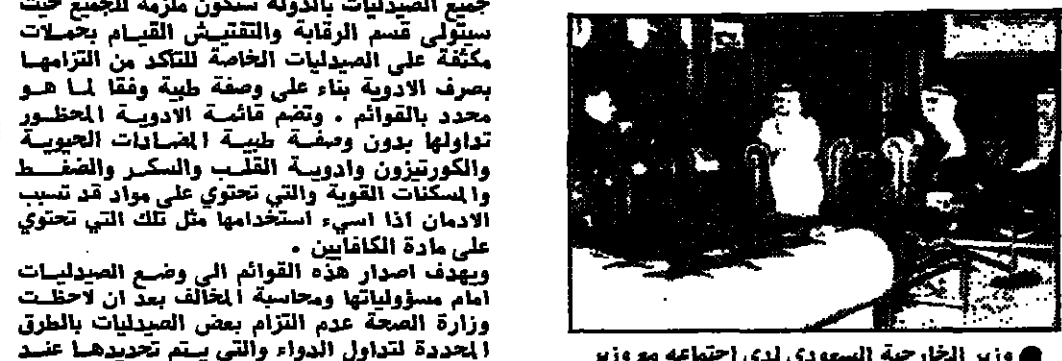 جميع الصيدليات بالدولة ستكون ملزمة للجميع حيث
سيتولى قسم الرقابة والتفتيش القيام بحملات
مكثفة على الصيدليات الخاصة للتأكد من التزامها
بصرف الادوية بناء على وصفة طبية وفقا لما هو
محدد بالقوائم . وتضم قائمة الادوية المحظور
تداولها بدون وصفة طبية المضادات الحيوية
والكورتيزون وادوية القلب والسكر والضغط
والمسكنات القوية والتي تحتوي على مواد قد تسبب
الادمان اذا اسيء استخدامها مثل تلك التي تحتوي
على مادة الكافايين .
ويهدف اصدار هذه القوائم الى وضع الصيدليات
امام مسؤولياتها ومحاسبة المخالف بعد ان لاحظت
وزارة الصحة عدم التزام بعض الصيدليات بالطرق
المحددة لتداول الدواء والتي يتم تحديدها عند
وزير الخارجية السعودي لدى اجتماعه مع وزير